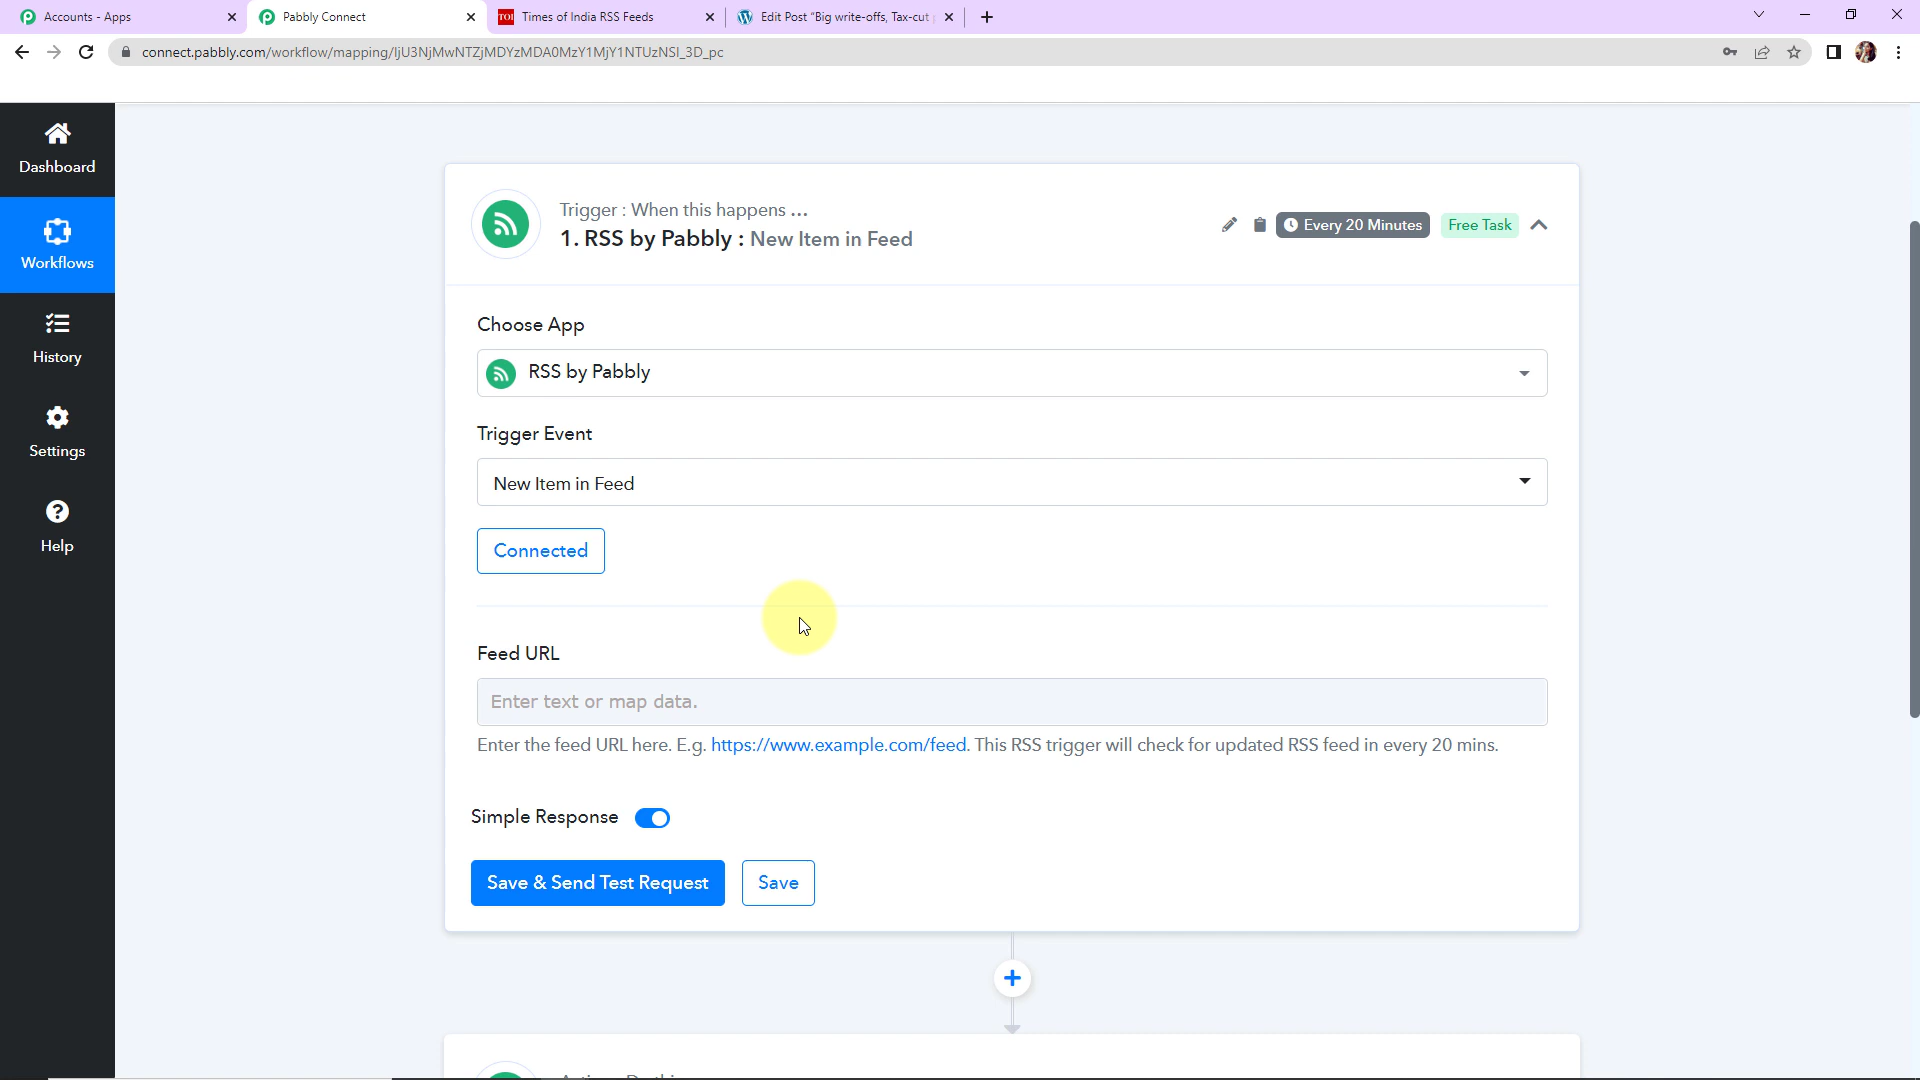 Accounts - Apps
Pabbly Connect
TOI Times of India RSS Feeds
Edit Post "Big write-offs, Tax-cut
connect.pabbly.com/workflow/mapping/IjU3NjMwNTZjMDYzMDA0MzY1MjY1NTUzNSI_3D_pc
Dashboard
Workflows
History
Settings
Help
Trigger : When this happens ...
1. RSS by Pabbly : New Item in Feed
Every 20 Minutes
Free Task
Choose App
RSS by Pabbly
Trigger Event
New Item in Feed
Connected
Feed URL
Enter text or map data.
Enter the feed URL here. E.g. https://www.example.com/feed. This RSS trigger will check for updated RSS feed in every 20 mins.
Simple Response
Save & Send Test Request
Save